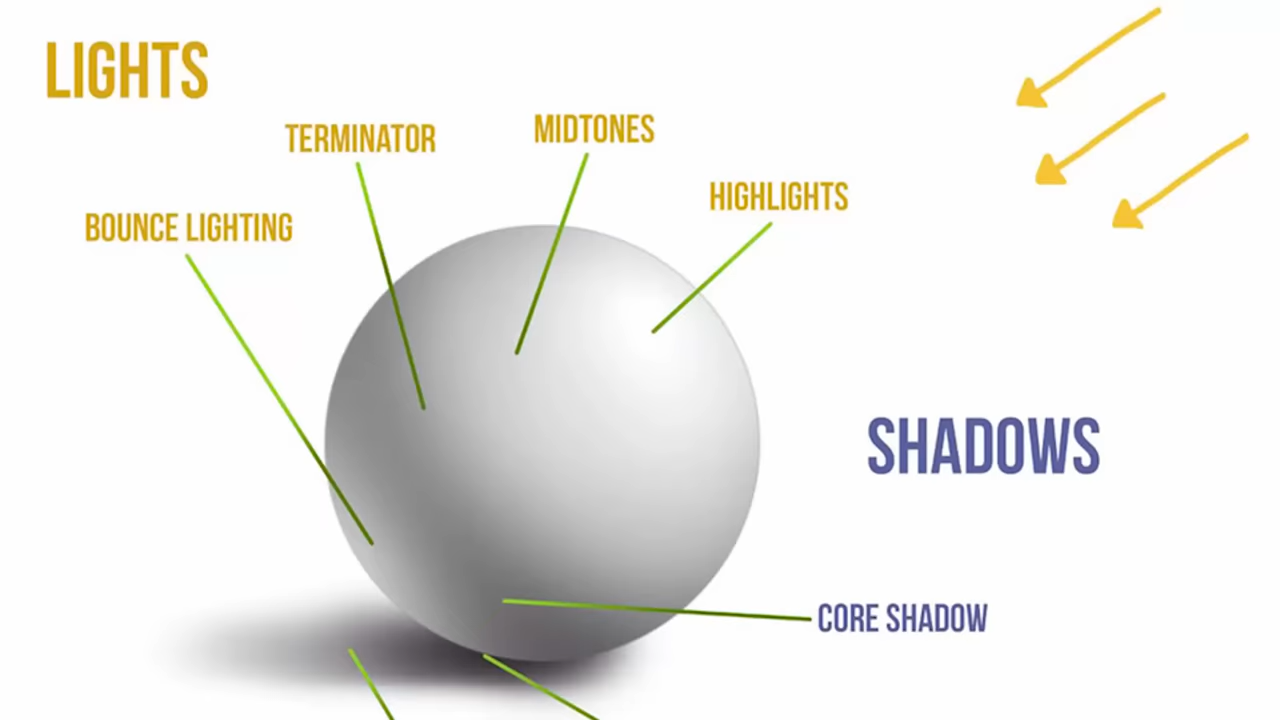 LIGHTS
TERMINATOR
MIDTONES
HIGHLIGHTS
BOUNCE LIGHTING
SHADOWS
CORE SHADOW